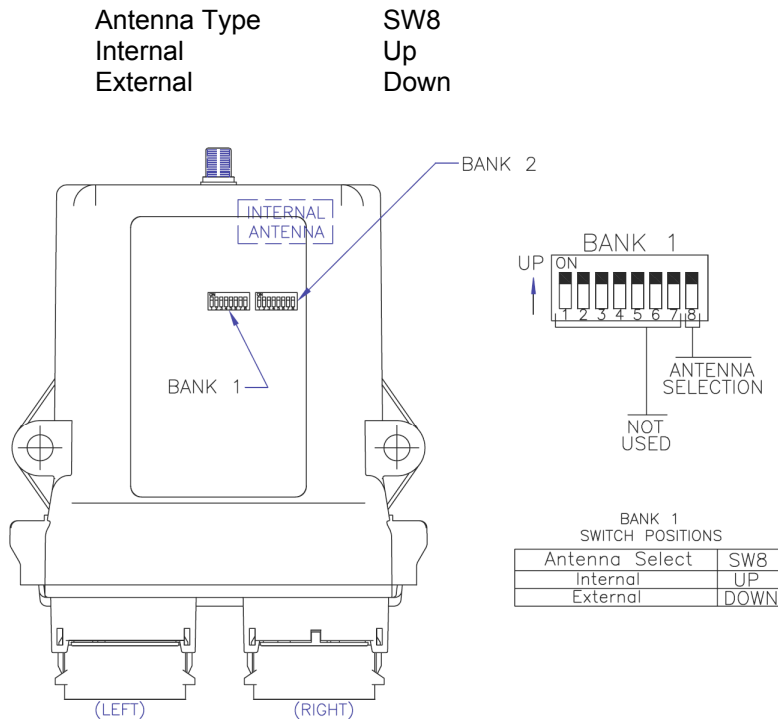 Antenna Type SW8
Internal Up
External Down
BANK 2
INTERNAL
ANTENNA
BANK 1
BANK 1
UP ON
1 2 3 4 5 6 7 8
ANTENNA
SELECTION
NOT
USED
BANK 1
SWITCH POSITIONS
Antenna Select SW8
Internal UP
External DOWN
(LEFT) (RIGHT)